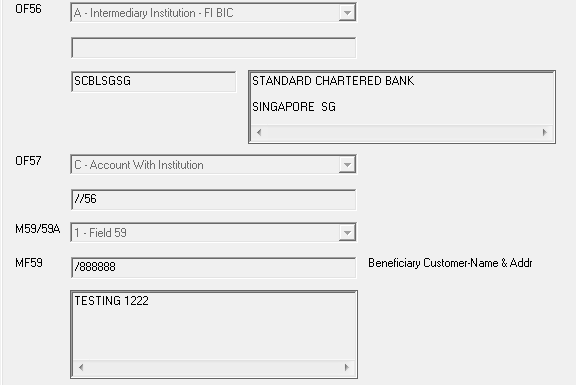 OF56 A - Intermediary Institution - FI BIC
SCBLSGSG STANDARD CHARTERED BANK
SINGAPORE SG
OF57 C - Account With Institution
//56
M59/59A 1 - Field 59
MF59 /888888 Beneficiary Customer-Name & Addr
TESTING 1222